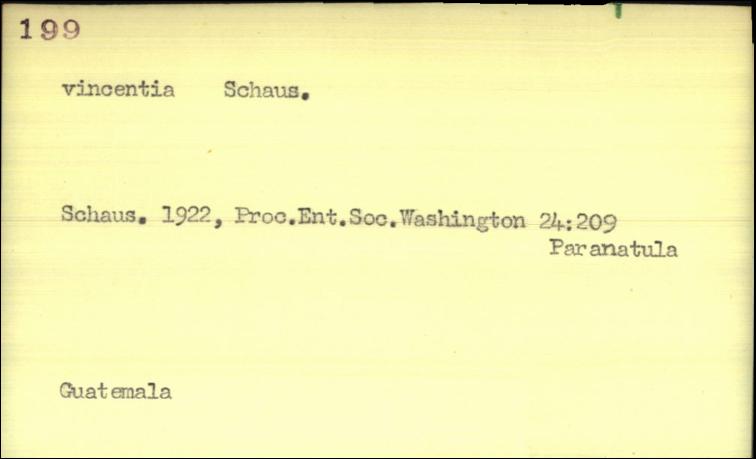 199
vincentia Schaus.
Schaus. 1922, Proc.Ent.Soc.Washington 24:209
Paranatula
Guatemala